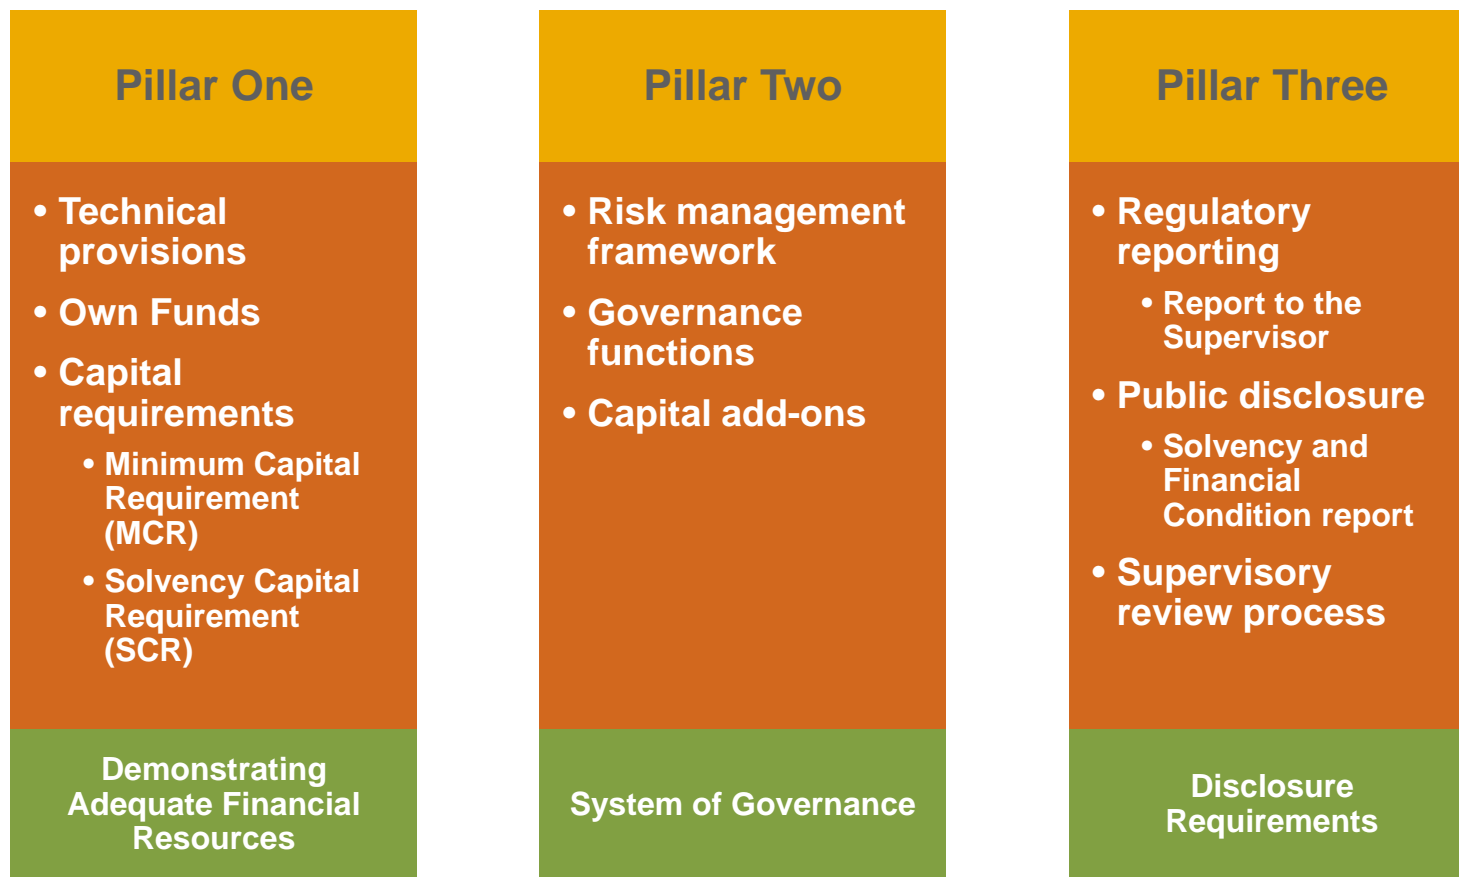 Pillar One
• Technical
provisions
• Own Funds
• Capital
requirements
• Minimum Capital
Requirement
(MCR)
• Solvency Capital
Requirement
(SCR)
Demonstrating
Adequate Financial
Resources
Pillar Two
• Risk management
framework
• Governance
functions
• Capital add-ons
System of Governance
Pillar Three
• Regulatory
reporting
• Report to the
Supervisor
• Public disclosure
• Solvency and
Financial
Condition report
• Supervisory
review process
Disclosure
Requirements